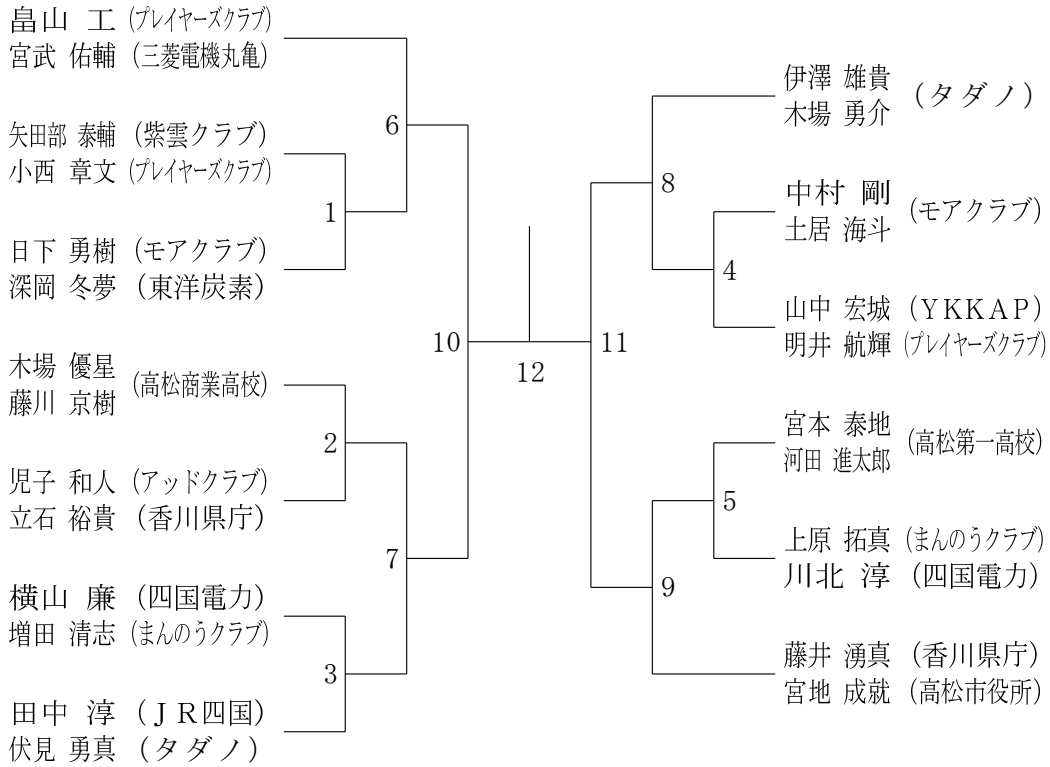 畠山 工 (プレイヤーズクラブ)
宮武 佑輔 (三菱電機丸亀)
6
矢田部 泰輔 (紫雲クラブ)
小西 章文 (プレイヤーズクラブ)
1
日下 勇樹 (モアクラブ)
深岡 冬夢 (東洋炭素)
10
木場 優星 (高松商業高校)
藤川 京樹
2
児子 和人 (アッドクラブ)
立石 裕貴 (香川県庁)
7
横山 廉 (四国電力)
増田 清志 (まんのうクラブ)
3
田中 淳 (JR四国)
伏見 勇真 (タダノ)
12
伊澤 雄貴 (タダノ)
木場 勇介
8
中村 剛 (モアクラブ)
土居 海斗
4
山中 宏城 (YKKAP)
明井 航輝 (プレイヤーズクラブ)
11
宮本 泰地 (高松第一高校)
河田 進太郎
5
上原 拓真 (まんのうクラブ)
川北 淳 (四国電力)
9
藤井 湧真 (香川県庁)
宮地 成就 (高松市役所)